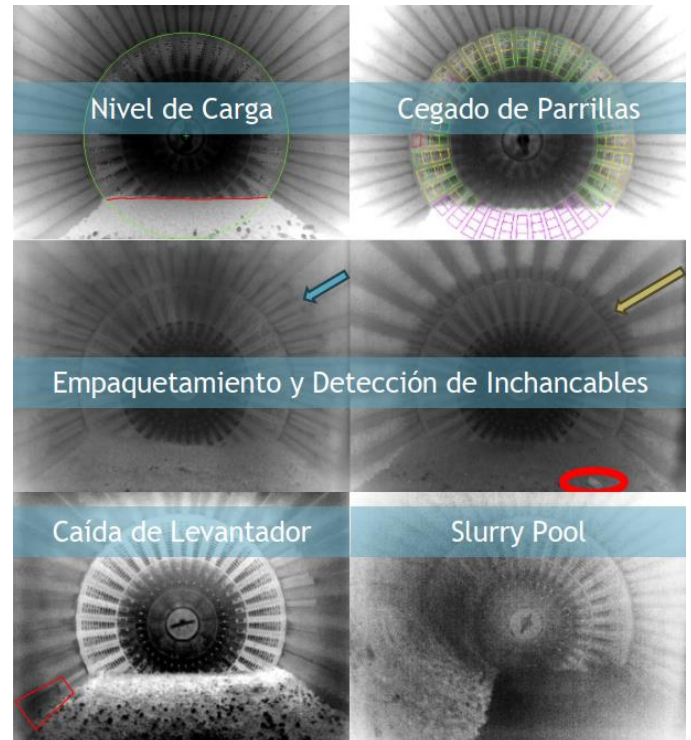 Nivel de Carga
Cegado de Parrillas
Empaquetamiento y Detección de Inchancables
Caída de Levantador
Slurry Pool